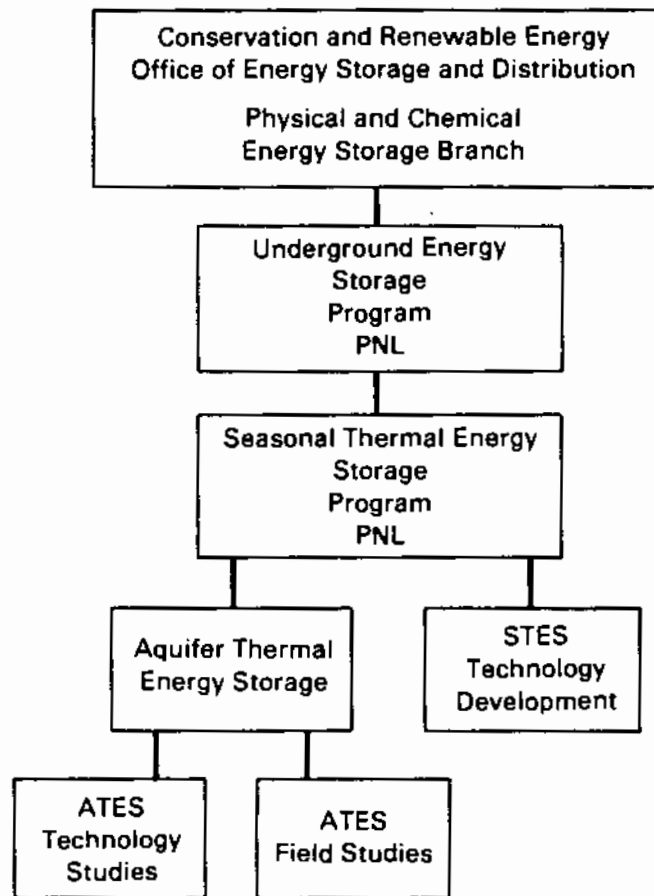 Conservation and Renewable Energy
Office of Energy Storage and Distribution
Physical and Chemical
Energy Storage Branch
Underground Energy
Storage
Program
PNL
Seasonal Thermal Energy
Storage
Program
PNL
Aquifer Thermal
Energy Storage
STES
Technology
Development
ATES
Technology
Studies
ATES
Field Studies